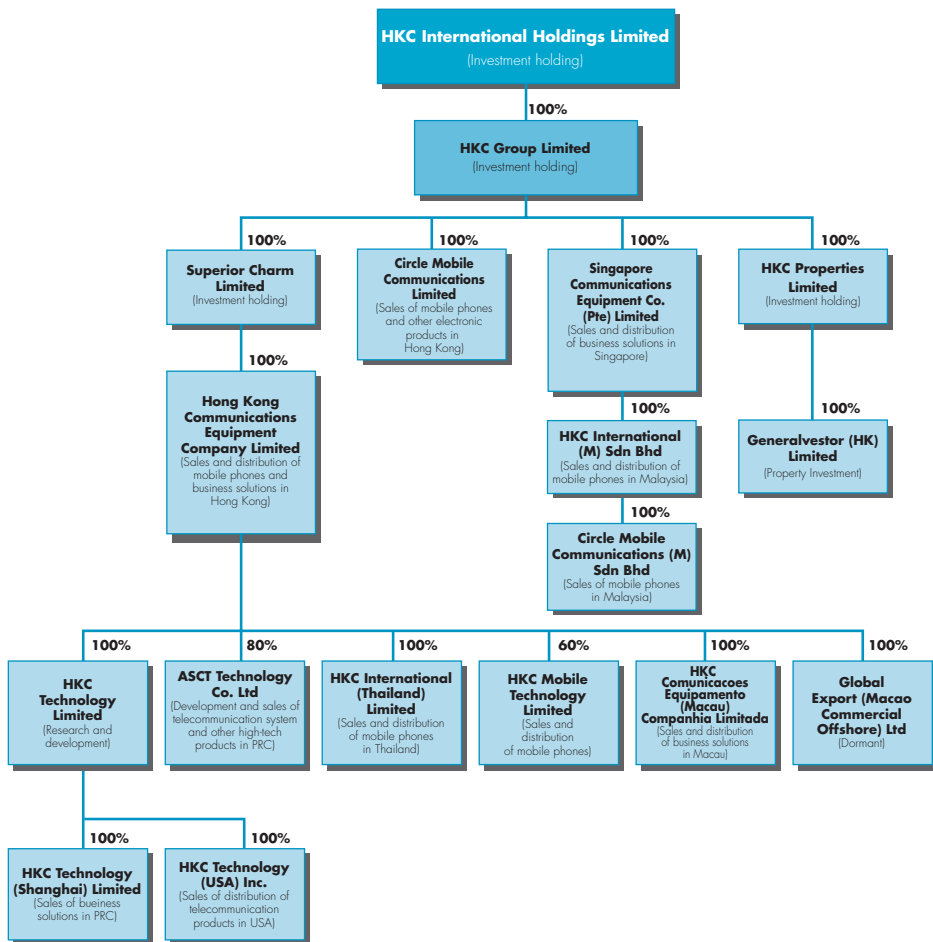 HKC International Holdings Limited
(Investment holding)
100%
HKC Group Limited
(Investment holding)
100%
Superior Charm
Limited
(Investment holding)
100%
Circle Mobile
Communications
Limited
(Sales of mobile phones
and other electronic
products in
Hong Kong)
100%
Singapore
Communications
Equipment Co.
(Pte) Limited
(Sales and distribution
of business solutions in
Singapore)
100%
HKC Properties
Limited
(Investment holding)
100%
Hong Kong
Communications
Equipment
Company Limited
(Sales and distribution of
mobile phones and
business solutions in
Hong Kong)
100%
HKC International
(M) Sdn Bhd
(Sales and distribution of
mobile phones in Malaysia)
100%
Generalvestor (HK)
Limited
(Property Investment)
100%
Circle Mobile
Communications (M)
Sdn Bhd
(Sales of mobile phones
in Malaysia)
100%
HKC
Technology
Limited
(Research and
development)
80%
ASCT Technology
Co. Ltd
(Development and sales of
telecommunication system
and other high-tech
products in PRC)
100%
HKC International
(Thailand)
Limited
(Sales and distribution
of mobile phones
in Thailand)
60%
HKC Mobile
Technology
Limited
(Sales and
distribution
of mobile phones)
100%
HKC
Comunicacoes
Equipamento
(Macau)
Companhia Limitada
(Sales and distribution
of business solutions
in Macau)
100%
Global
Export (Macao
Commercial
Offshore) Ltd
(Dormant)
100%
HKC Technology
(Shanghai) Limited
(Sales of bueiness
solutions in PRC)
100%
HKC Technology
(USA) Inc.
(Sales of distribution of
telecommunication
products in USA)